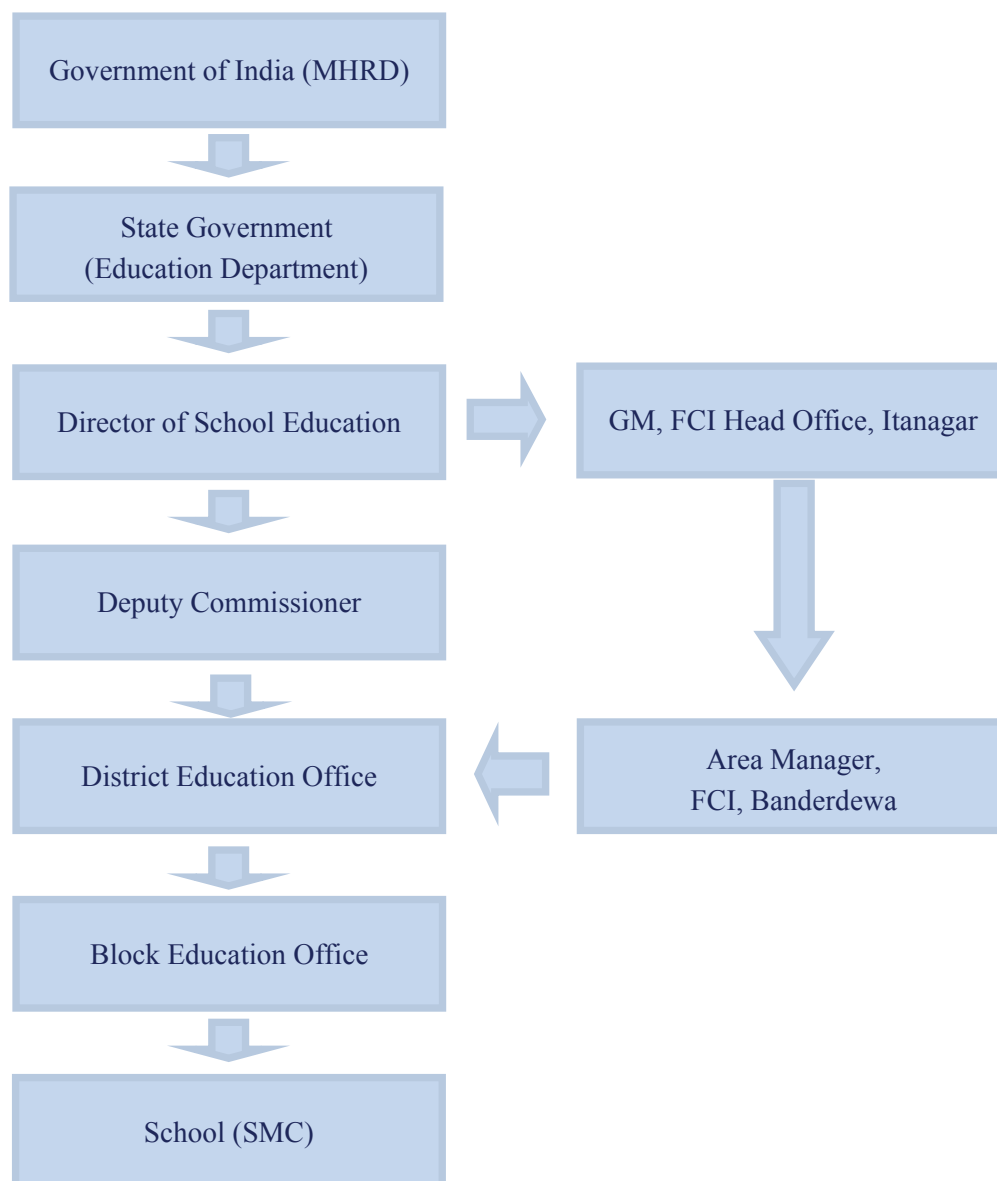 Government of India (MHRD)
State Government
(Education Department)
Director of School Education
GM, FCI Head Office, Itanagar
Deputy Commissioner
District Education Office
Area Manager,
FCI, Banderdewa
Block Education Office
School (SMC)